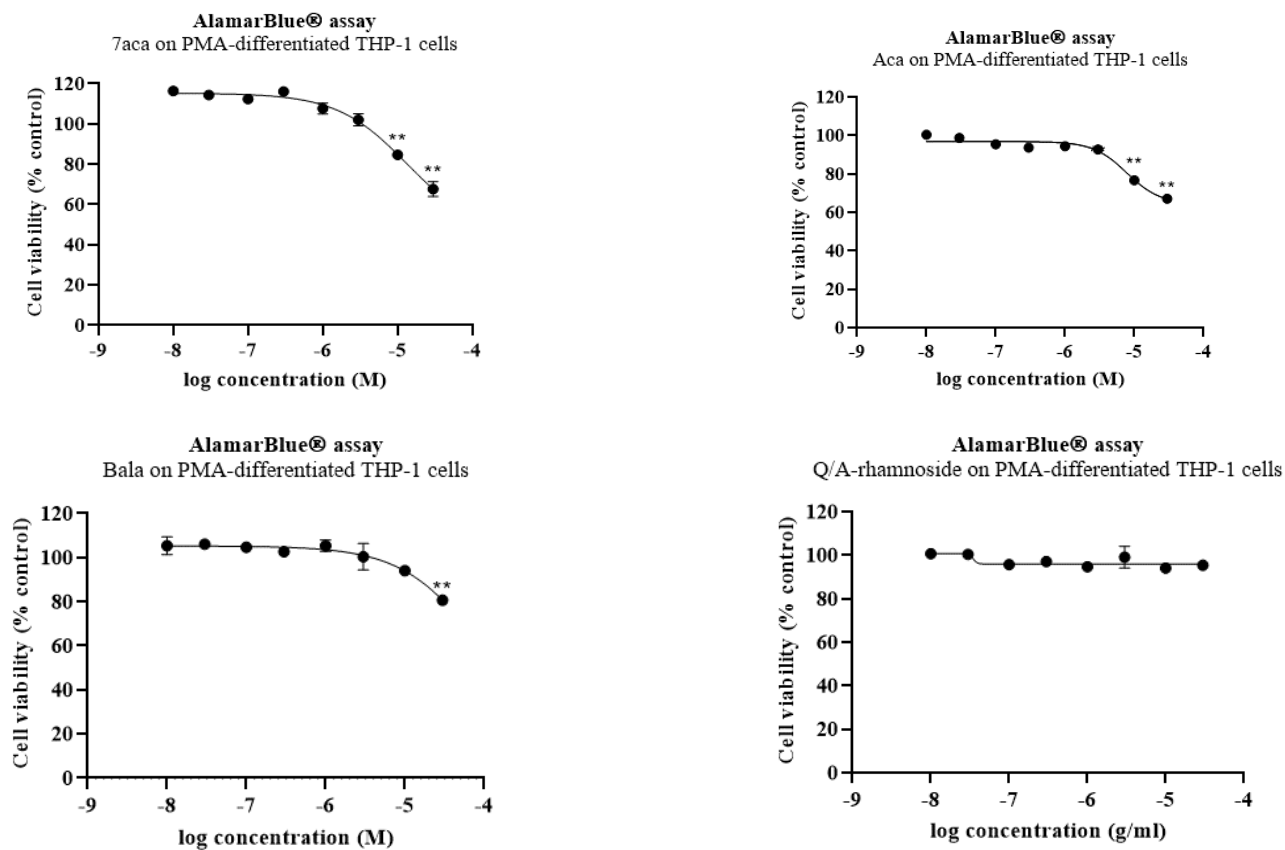 AlamarBlue® assay
7aca on PMA-differentiated THP-1 cells
Cell viability (% control)
120
100
80
60
40
20
0
**
**
-9 -8 -7 -6 -5 -4
log concentration (M)
AlamarBlue® assay
Aca on PMA-differentiated THP-1 cells
Cell viability (% control)
120
100
80
60
40
20
0
**
**
-9 -8 -7 -6 -5 -4
log concentration (M)
AlamarBlue® assay
Bala on PMA-differentiated THP-1 cells
Cell viability (% control)
120
100
80
60
40
20
0
**
-9 -8 -7 -6 -5 -4
log concentration (M)
AlamarBlue® assay
Q/A-rhamnoside on PMA-differentiated THP-1 cells
Cell viability (% control)
120
100
80
60
40
20
0
-9 -8 -7 -6 -5 -4
log concentration (g/ml)